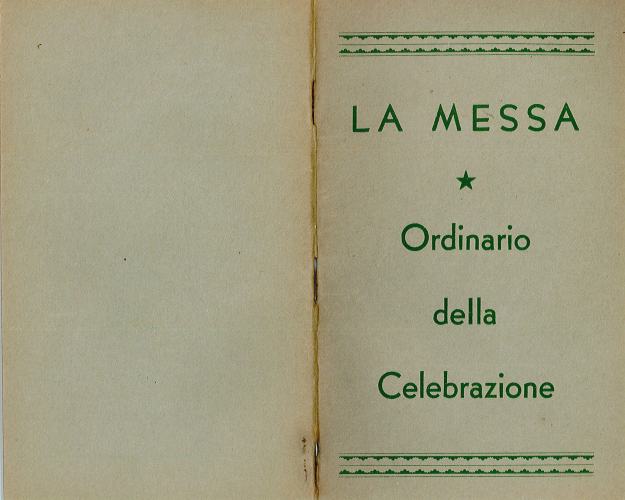 LA MESSA
Ordinario
della
Celebrazione